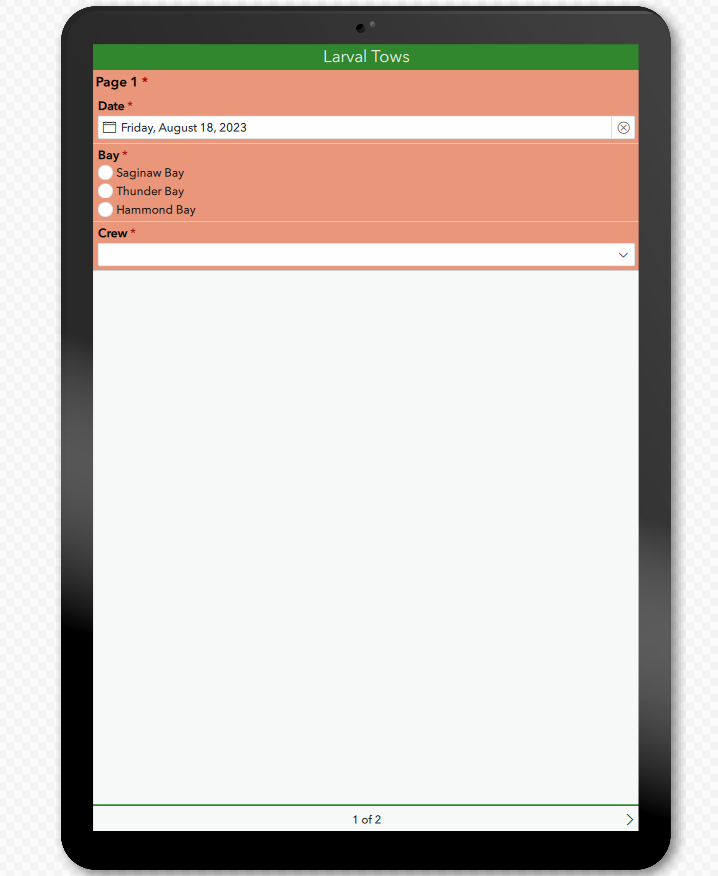 Larval Tows
Page 1 *
Date *
Friday, August 18, 2023
Bay *
Saginaw Bay
Thunder Bay
Hammond Bay
Crew *
1 of 2